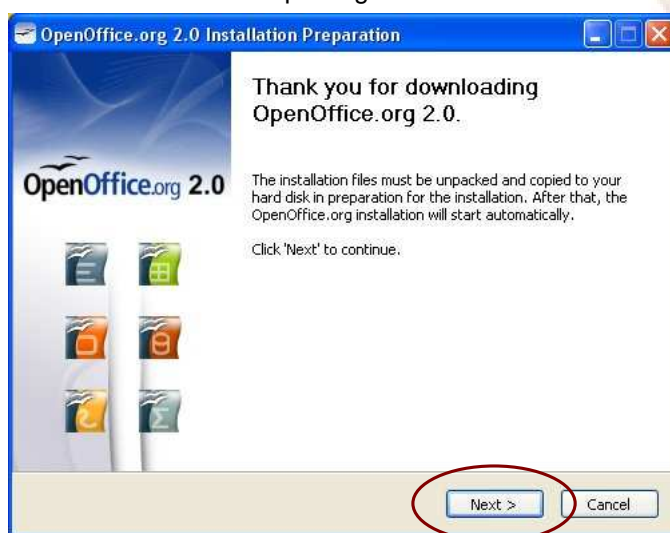 OpenOffice.org 2.0 Installation Preparation
Thank you for downloading
OpenOffice.org 2.0.
OpenOffice.org 2.0
The installation files must be unpacked and copied to your
hard disk in preparation for the installation. After that, the
OpenOffice.org installation will start automatically.
Click 'Next' to continue.
Next >
Cancel